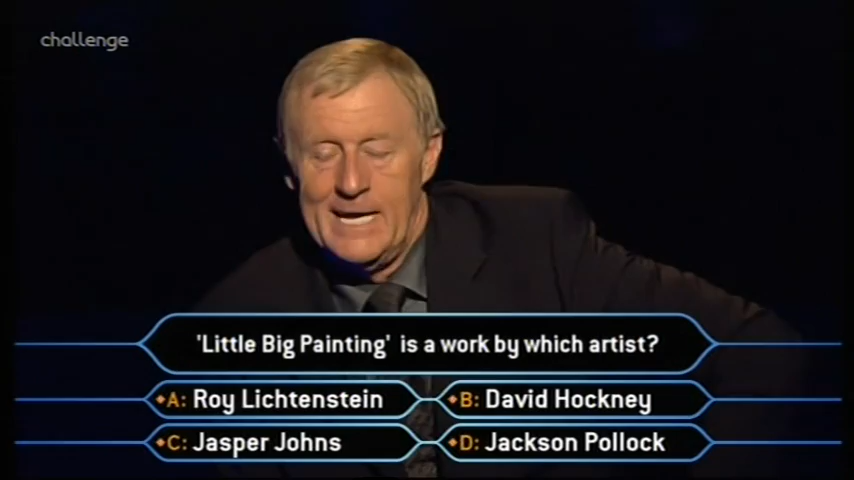 challenge
'Little Big Painting' is a work by which artist?
A: Roy Lichtenstein
B: David Hockney
C: Jasper Johns
D: Jackson Pollock